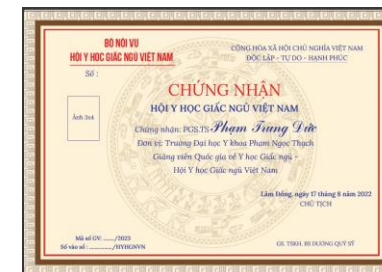 BỘ NỘI VỤ
HỘI Y HỌC GIẤC NGỦ VIỆT NAM
Số :
CỘNG HÒA XÃ HỘI CHỦ NGHĨA VIỆT NAM
ĐỘC LẬP - TỰ DO - HẠNH PHÚC
Ảnh 3x4
CHỨNG NHẬN
HỘI Y HỌC GIẤC NGỦ VIỆT NAM
Chứng nhận: PGS.TS Phạm Trung Đức
Đơn vị: Trường Đại học Y khoa Phạm Ngọc Thạch
Giảng viên Quốc gia về Y học Giấc ngủ -
Hội Y học Giấc ngủ Việt Nam
Lâm Đồng, ngày 17 tháng 8 năm 2022
CHỦ TỊCH
Mã số GV: ....../2023
Số vào sổ : ................/HYHGNVN
GS. TSKH. BS DƯƠNG QUÝ SỸ